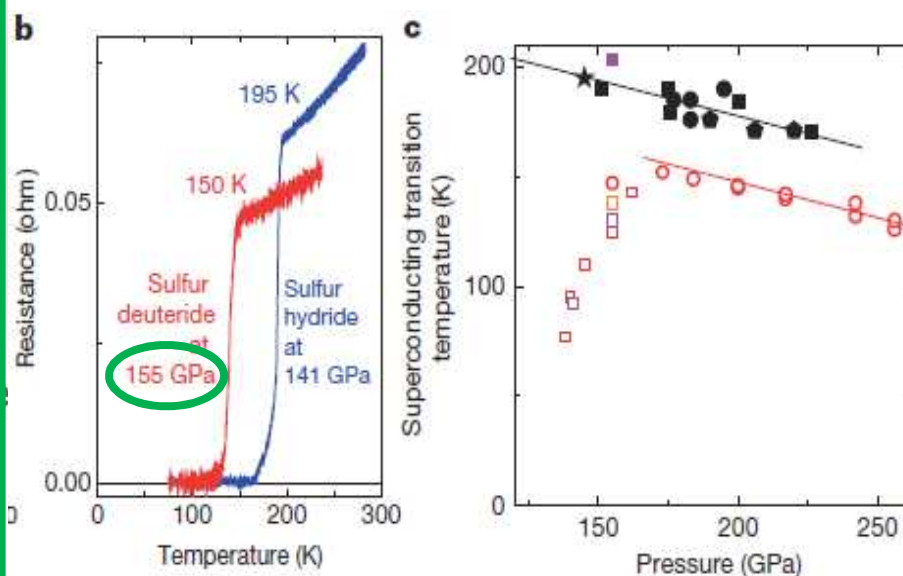 b
Resistance (ohm)
0.05
0.00
195 K
150 K
Sulfur
deuteride
at
155 GPa
Sulfur
hydride
at
141 GPa
0
100
200
300
Temperature (K)
c
Superconducting transition
temperature (K)
200
100
0
150
200
250
Pressure (GPa)